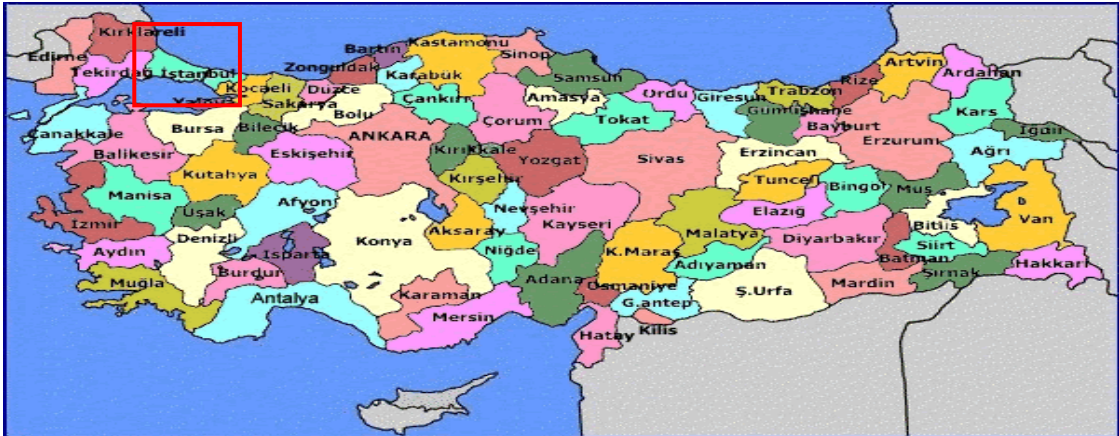 Kırklareli
Edirne
Tekirdağ
İstanbul
Kocaeli
Yalova
Sakarya
Düzce
Zonguldak
Bartın
Kastamonu
Karabük
Sinop
Samsun
Ordu
Giresun
Trabzon
Rize
Artvin
Ardahan
Kars
Gümüşhane
Bayburt
Erzurum
Iğdır
Ağrı
Çanakkale
Bursa
Bilecik
Bolu
Çankırı
Çorum
Amasya
Tokat
ANKARA
Kırıkkale
Yozgat
Sivas
Erzincan
Balikesir
Kutahya
Eskişehir
Kırşehir
Tunceli
Bingöl
Muş
Manisa
Uşak
Afyon
Nevşehir
Kayseri
Malatya
Elazığ
Bitlis
Van
İzmir
Aydın
Denizli
Isparta
Konya
Aksaray
Niğde
K.Maraş
Adıyaman
Diyarbakır
Batman
Siirt
Şırnak
Hakkari
Muğla
Burdur
Antalya
Karaman
Mersin
Adana
Osmaniye
G.antep
Ş.Urfa
Mardin
Hatay
Kilis